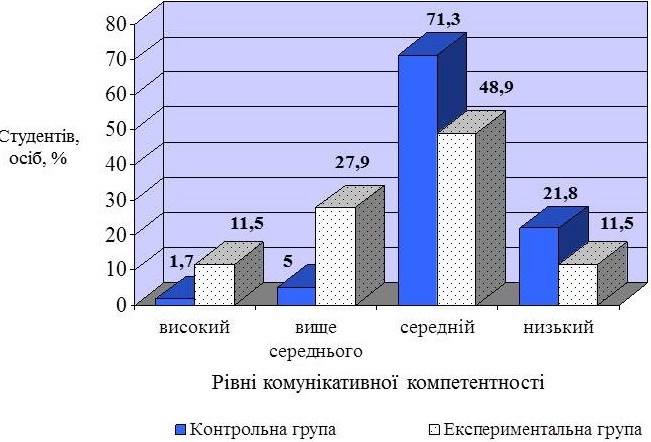 80
70
60
50
40
30
20
10
0
Студентів,
осіб, %
1,7
11,5
5
27,9
71,3
48,9
21,8
11,5
високий
вище
середнього
середній
низький
Рівні комунікативної компетентності
Контрольна група
Експериментальна група